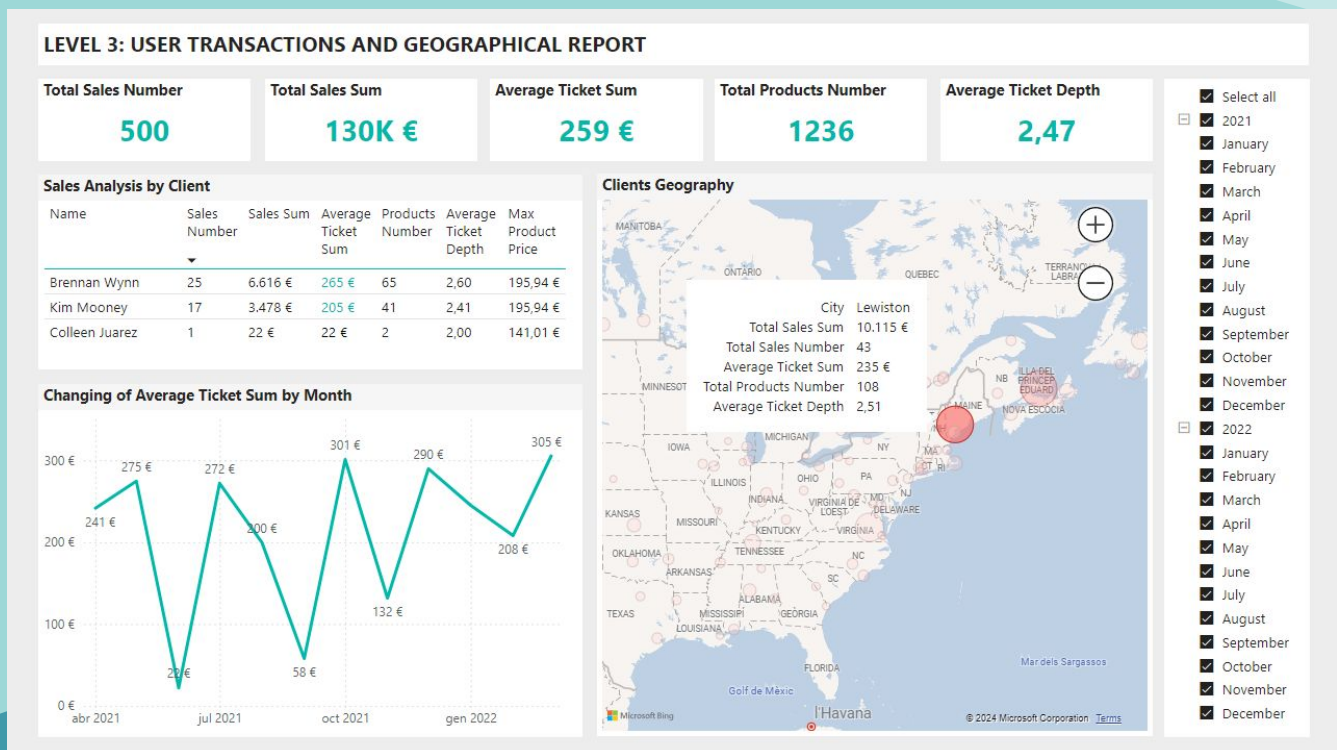 LEVEL 3: USER TRANSACTIONS AND GEOGRAPHICAL REPORT
Total Sales Number
500
Total Sales Sum
130K €
Average Ticket Sum
259 €
Total Products Number
1236
Average Ticket Depth
2,47
Sales Analysis by Client
Name Sales Number Sales Sum Average Ticket Sum Products Number Average Ticket Depth Max Product Price
Brennan Wynn 25 6.616 € 265 € 65 2,60 195,94 €
Kim Mooney 17 3.478 € 205 € 41 2,41 195,94 €
Colleen Juarez 1 22 € 22 € 2 2,00 141,01 €
Changing of Average Ticket Sum by Month
300 €
200 €
100 €
0 €
241 €
275 €
22 €
272 €
200 €
58 €
301 €
132 €
290 €
208 €
305 €
abr 2021
jul 2021
oct 2021
gen 2022
Clients Geography
MANITOBA
ONTARIO
QUEBEC
City Lewiston
Total Sales Sum 10.115 €
Total Sales Number 43
Average Ticket Sum 235 €
Total Products Number 108
Average Ticket Depth 2,51
NB
ILLA DEL
PRÍNCEP
EDUARD
MAINE
NOVA ESCÒCIA
MICHIGAN
IOWA
NY
MA
CT
RI
ILLINOIS
OHIO
PA
INDIANA
NJ
VIRGINIA DE
L'OEST
MD
DELAWARE
KANSAS
MISSOURI
KENTUCKY
VIRGINIA
OKLAHOMA
TENNESSEE
NC
ARKANSAS
SC
ALABAMA
TEXAS
MISSISSIPÍ
GEÒRGIA
LOUISIANA
FLORIDA
Mar dels Sargassos
Golf de Mèxic
l'Havana
Microsoft Bing
© 2024 Microsoft Corporation Terms
Select all
2021
January
February
March
April
May
June
July
August
September
October
November
December
2022
January
February
March
April
May
June
July
August
September
October
November
December